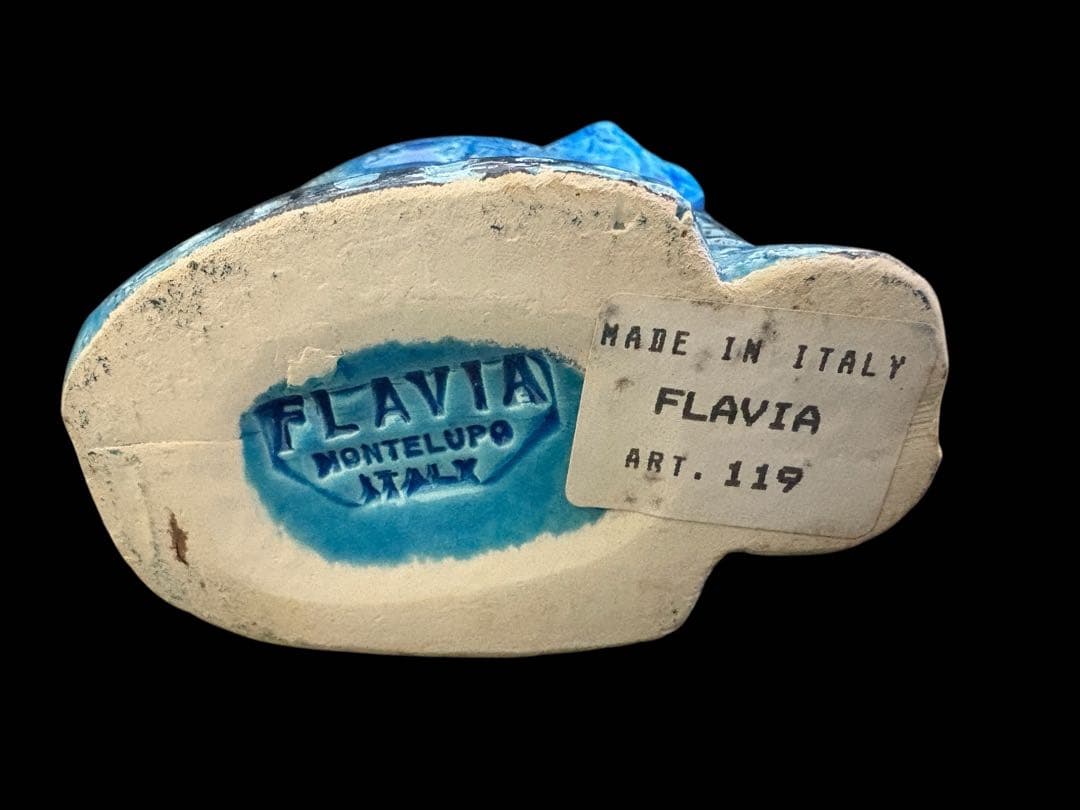 FLAVIA
MONTELUPO
ITALY
MADE IN ITALY
FLAVIA
ART. 119